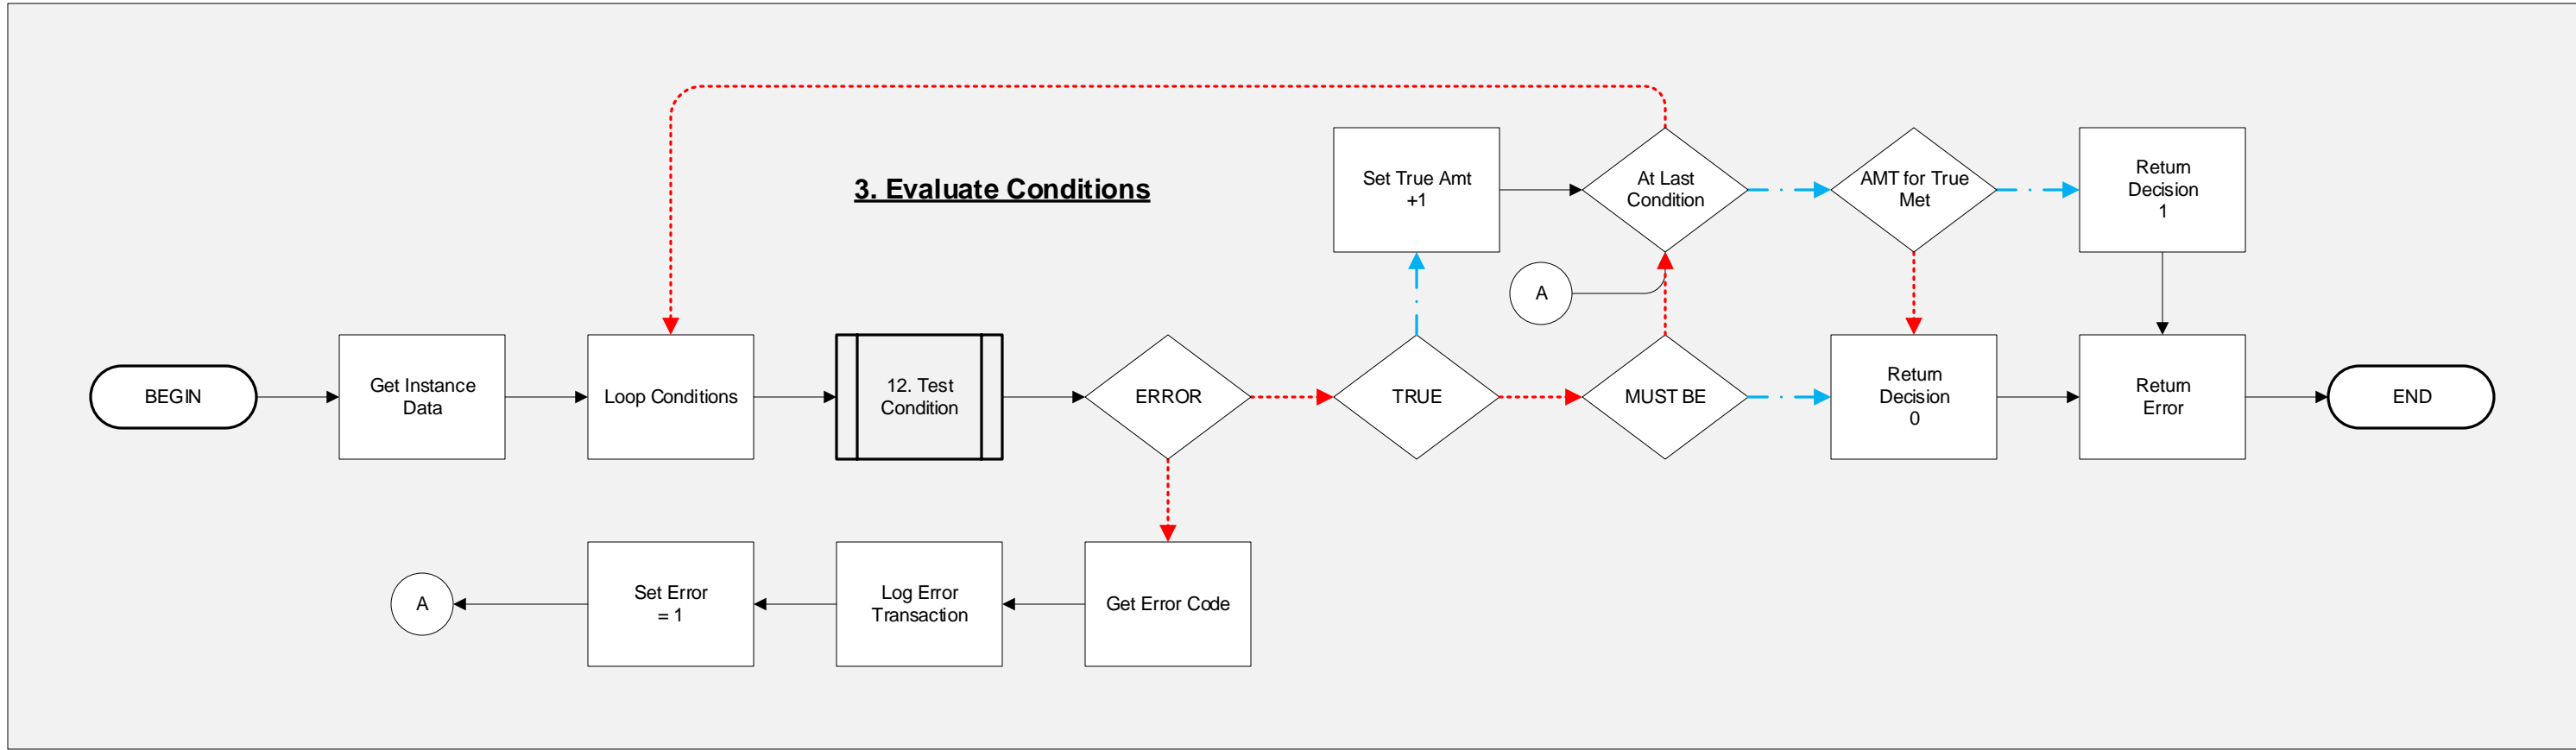 3. Evaluate Conditions
Set True Amt
+1
At Last
Condition
AMT for True
Met
Return
Decision
1
A
BEGIN
Get Instance
Data
Loop Conditions
12. Test
Condition
ERROR
TRUE
MUST BE
Return
Decision
0
Return
Error
END
A
Set Error
= 1
Log Error
Transaction
Get Error Code